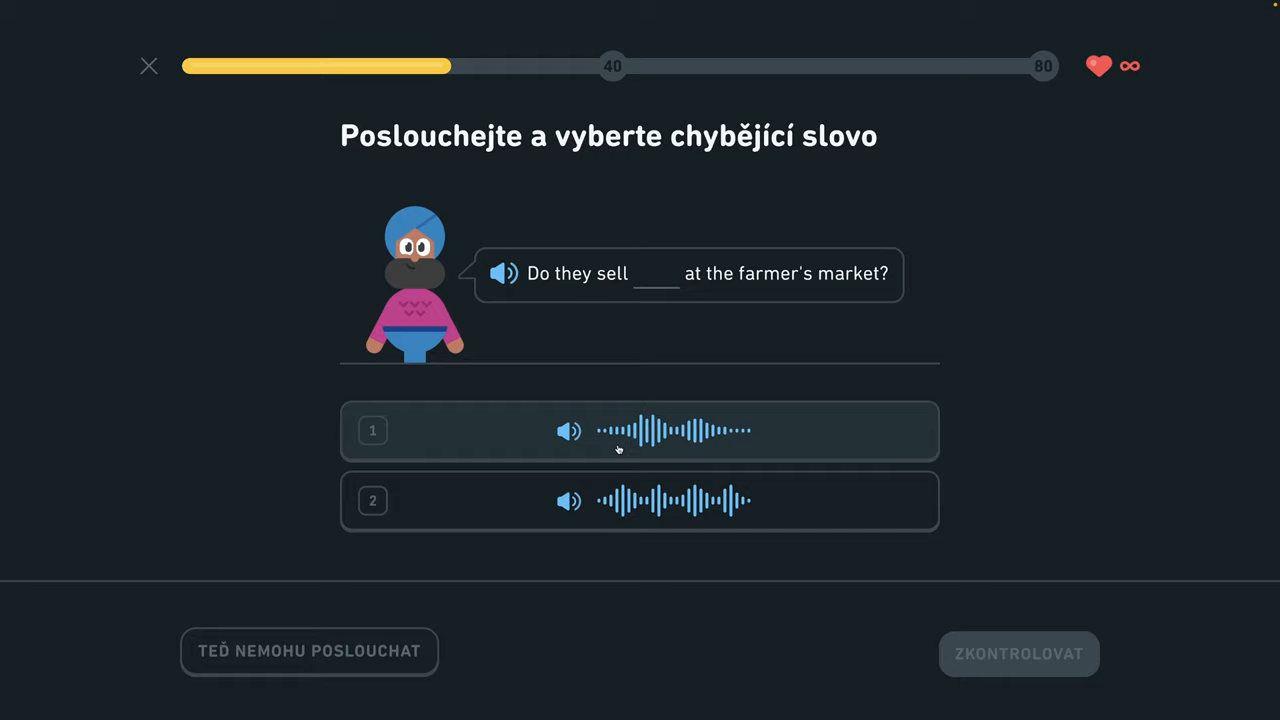 40
80
∞
Poslouchejte a vyberte chybějící slovo
Do they sell ____ at the farmer's market?
1
2
TEĎ NEMOHU POSLOUCHAT
ZKONTROLOVAT